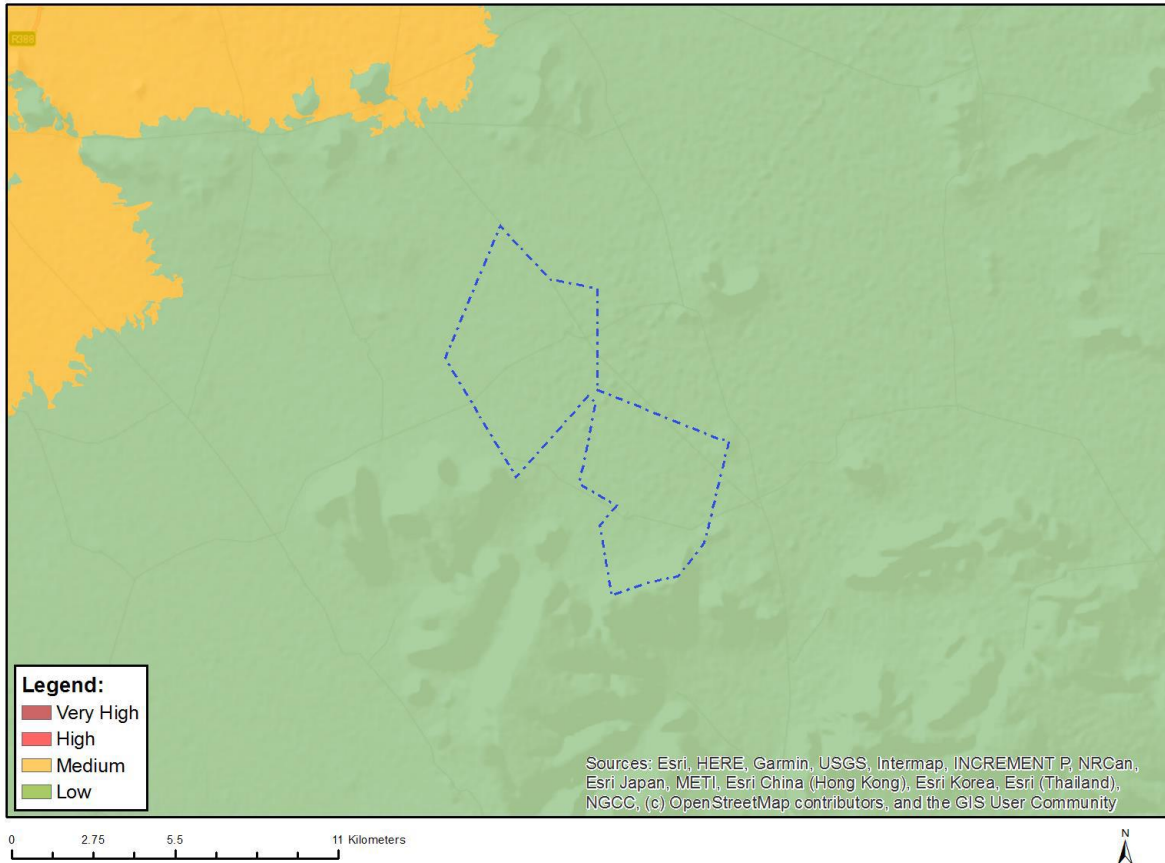 R388
Legend:
Very High
High
Medium
Low
Sources: Esri, HERE, Garmin, USGS, Intermap, INCREMENT P, NRCan,
Esri Japan, METI, Esri China (Hong Kong), Esri Korea, Esri (Thailand),
NGCC, (c) OpenStreetMap contributors, and the GIS User Community
0 2.75 5.5 11 Kilometers
N